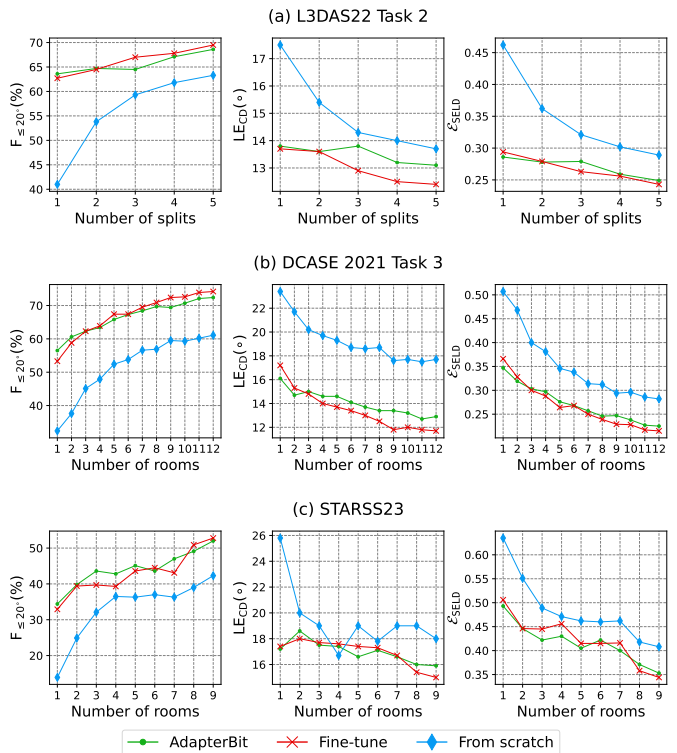 (a) L3DAS22 Task 2
F≤20°(%)
70
65
60
55
50
45
40
1 2 3 4 5
Number of splits
LE_CD(°)
17
16
15
14
13
1 2 3 4 5
Number of splits
ℰ_SELD
0.45
0.40
0.35
0.30
0.25
1 2 3 4 5
Number of splits
(b) DCASE 2021 Task 3
F≤20°(%)
70
60
50
40
1 2 3 4 5 6 7 8 9 10 11 12
Number of rooms
LE_CD(°)
22
20
18
16
14
12
1 2 3 4 5 6 7 8 9 10 11 12
Number of rooms
ℰ_SELD
0.50
0.45
0.40
0.35
0.30
0.25
1 2 3 4 5 6 7 8 9 10 11 12
Number of rooms
(c) STARSS23
F≤20°(%)
50
40
30
20
1 2 3 4 5 6 7 8 9
Number of rooms
LE_CD(°)
26
24
22
20
18
16
1 2 3 4 5 6 7 8 9
Number of rooms
ℰ_SELD
0.60
0.55
0.50
0.45
0.40
0.35
1 2 3 4 5 6 7 8 9
Number of rooms
AdapterBit Fine-tune From scratch